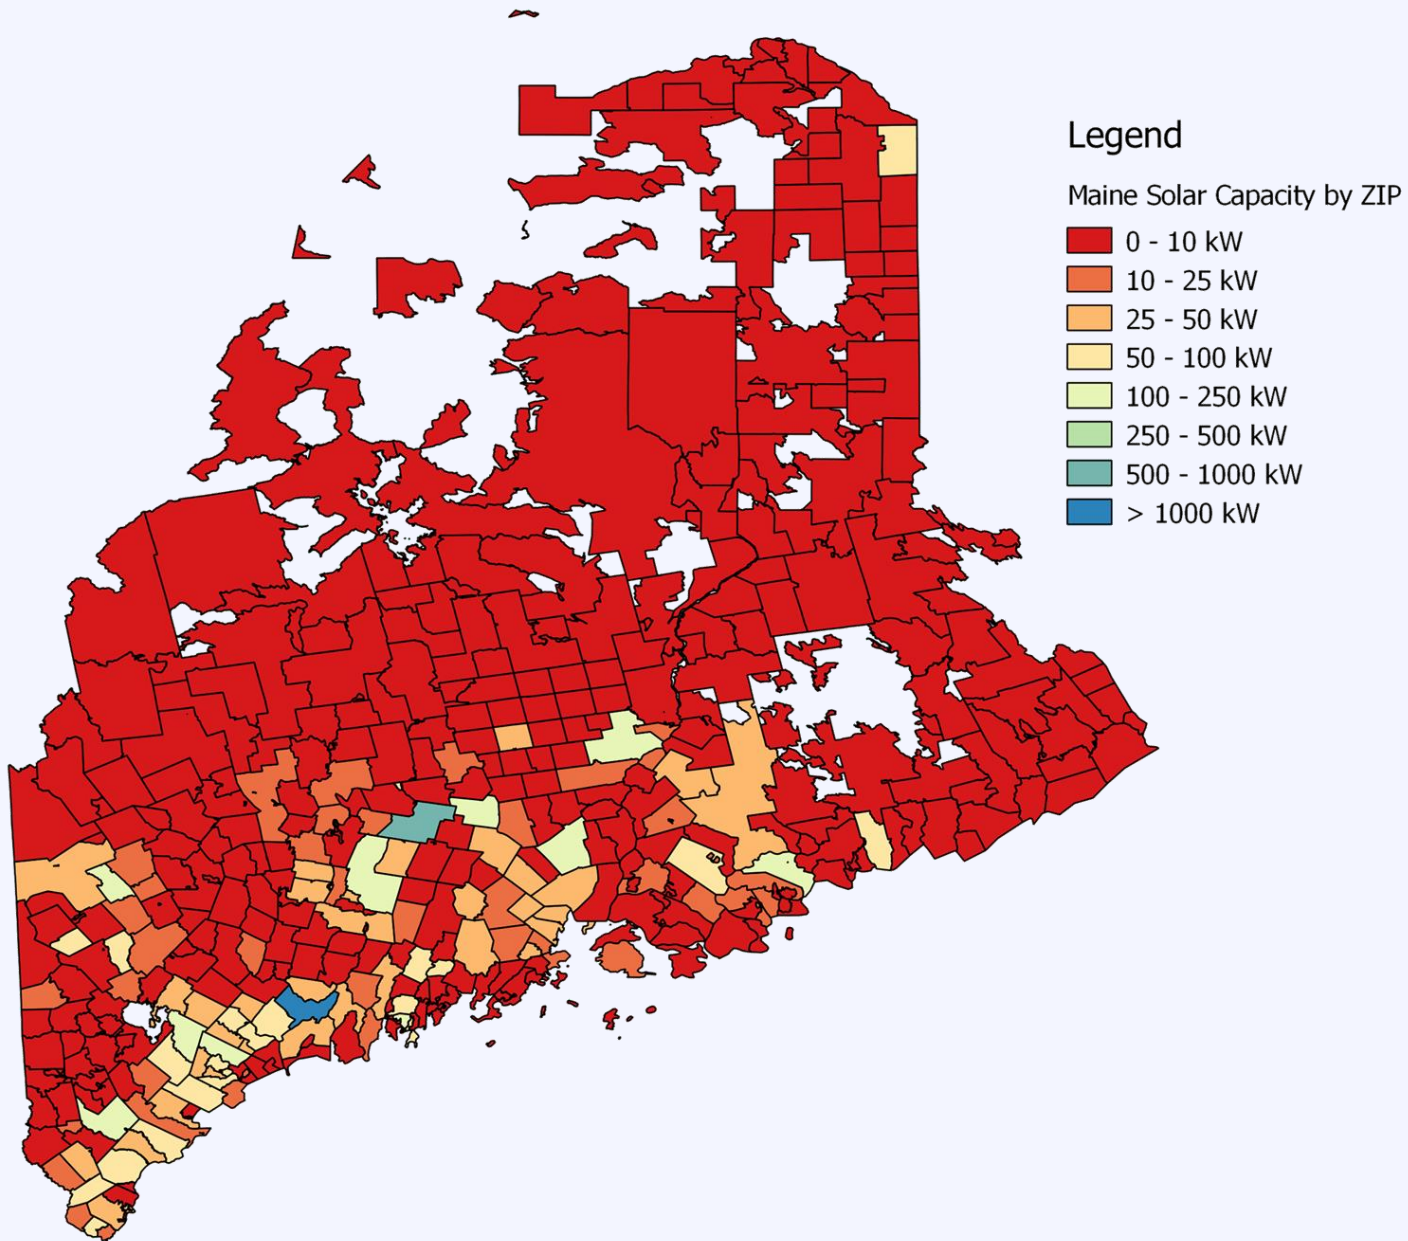 Legend
Maine Solar Capacity by ZIP
0 - 10 kW
10 - 25 kW
25 - 50 kW
50 - 100 kW
100 - 250 kW
250 - 500 kW
500 - 1000 kW
> 1000 kW